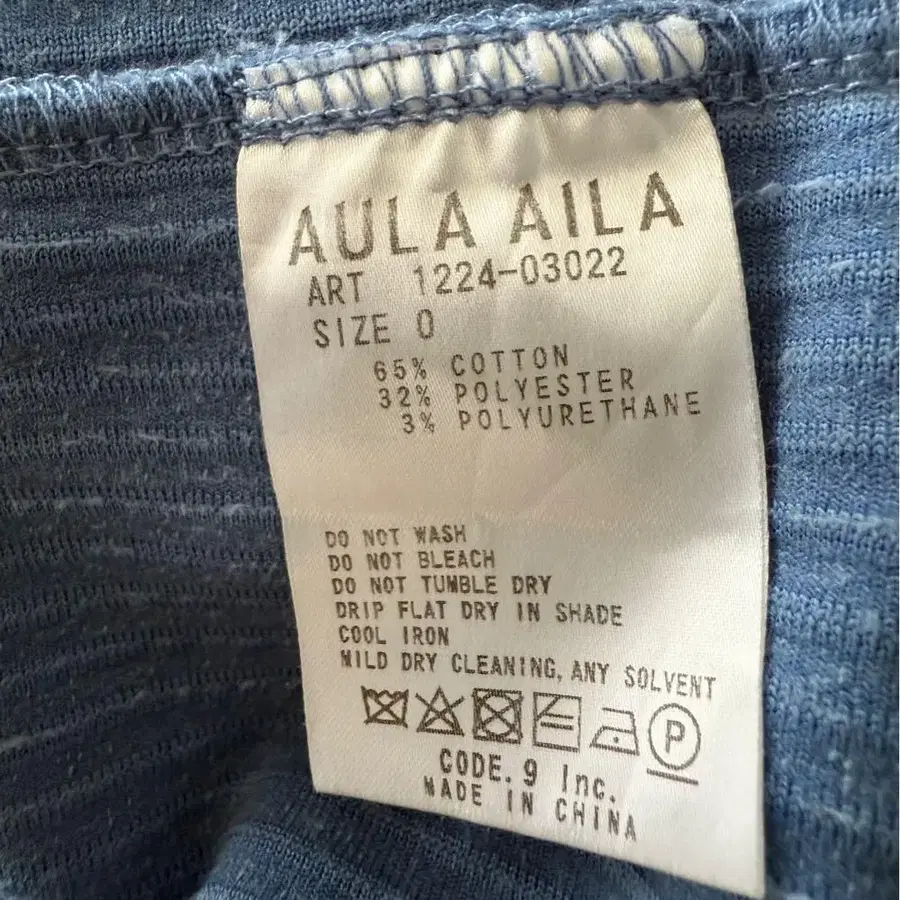 AULA AILA
ART 1224-03022
SIZE 0
65% COTTON
32% POLYESTER
3% POLYURETHANE
DO NOT WASH
DO NOT BLEACH
DO NOT TUMBLE DRY
DRIP FLAT DRY IN SHADE
COOL IRON
MILD DRY CLEANING, ANY SOLVENT
P
CODE.9 Inc.
MADE IN CHINA